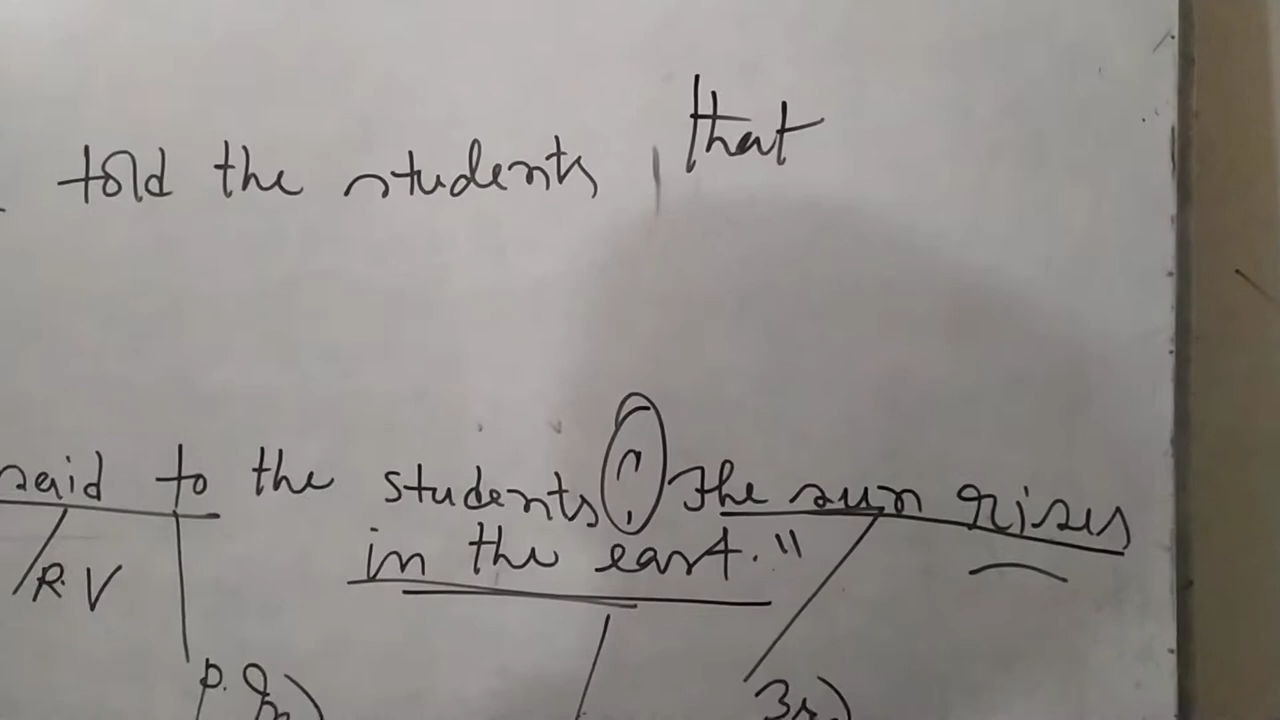 told the students, that
said to the students, "The sun rises
in the east."
R.V